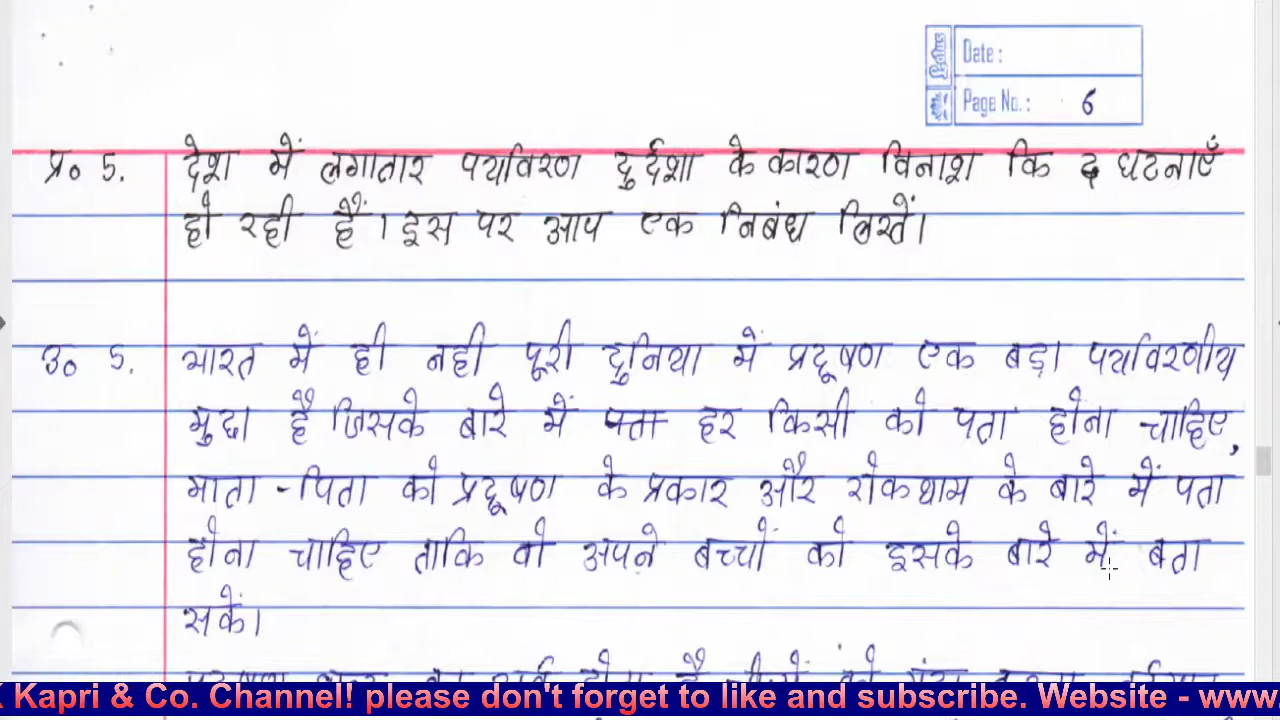 Date :
Page No. : 6
प्र० 5. देश में लगातार पर्यावरण दुर्दशा के कारण विनाश कि घटनाएँ
हो रही हैं। इस पर आप एक निबंध लिखें।
उ० 5. भारत में ही नही पूरी दुनिया में प्रदूषण एक बड़ा पर्यावरणीय
मुद्दा है जिसके बारे में पता हर किसी को पता होना चाहिए,
माता-पिता को प्रदूषण के प्रकार और रोकथाम के बारे में पता
होना चाहिए ताकि वो अपने बच्चों को इसके बारे में बता
सकें।
Kapri & Co. Channel! please don't forget to like and subscribe. Website - www.